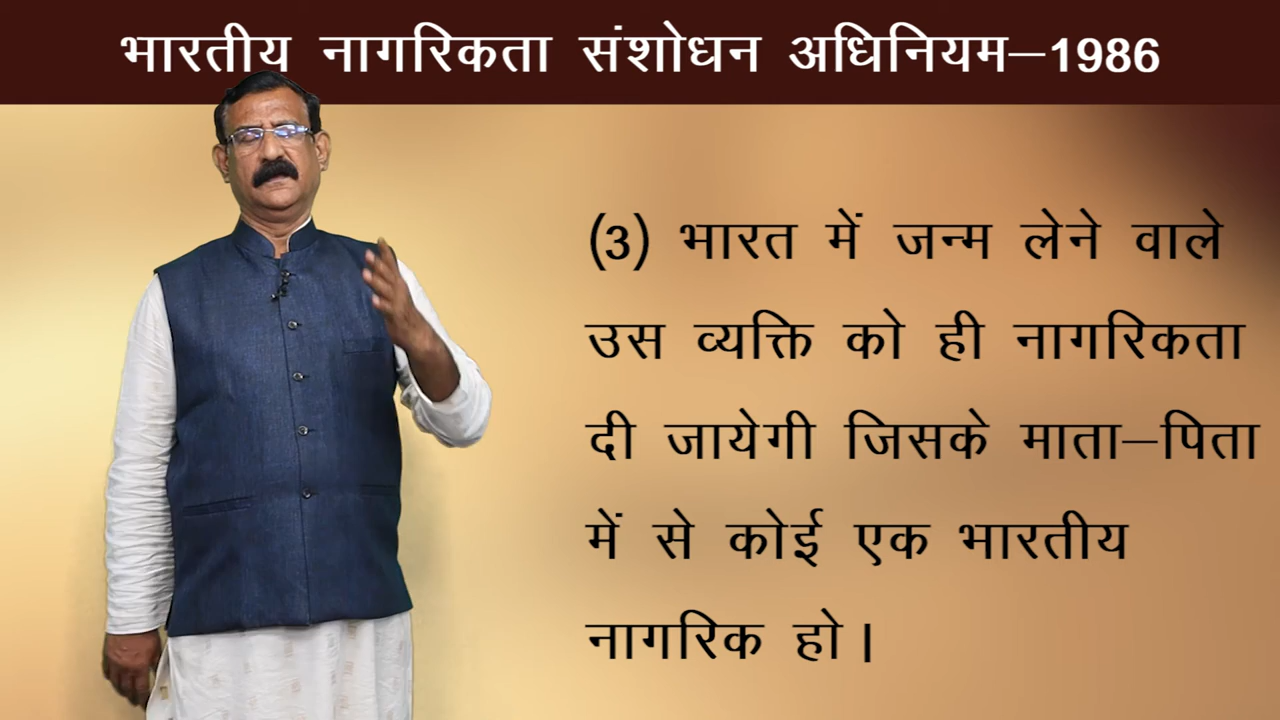 भारतीय नागरिकता संशोधन अधिनियम–1986
(3) भारत में जन्म लेने वाले
उस व्यक्ति को ही नागरिकता
दी जायेगी जिसके माता–पिता
में से कोई एक भारतीय
नागरिक हो।